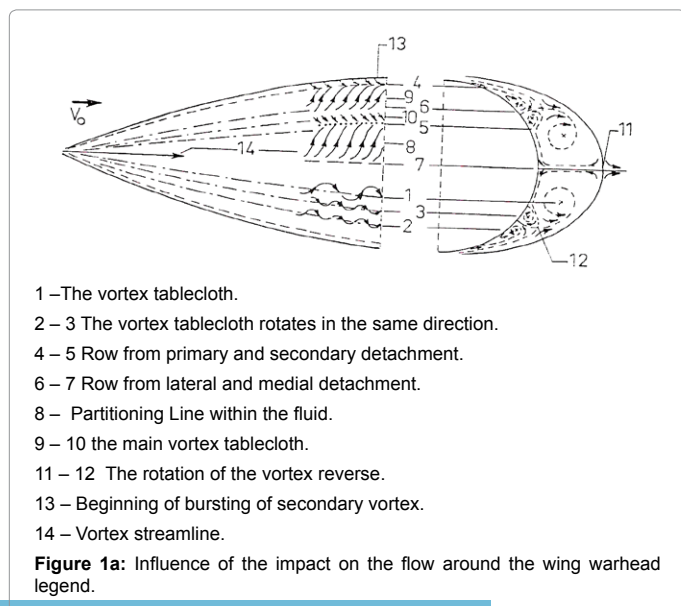 13
V₀
4
9
6
10
5
11
14
8
7
1
3
2
12
1 –The vortex tablecloth.
2 – 3 The vortex tablecloth rotates in the same direction.
4 – 5 Row from primary and secondary detachment.
6 – 7 Row from lateral and medial detachment.
8 – Partitioning Line within the fluid.
9 – 10 the main vortex tablecloth.
11 – 12 The rotation of the vortex reverse.
13 – Beginning of bursting of secondary vortex.
14 – Vortex streamline.
Figure 1a: Influence of the impact on the flow around the wing warhead
legend.